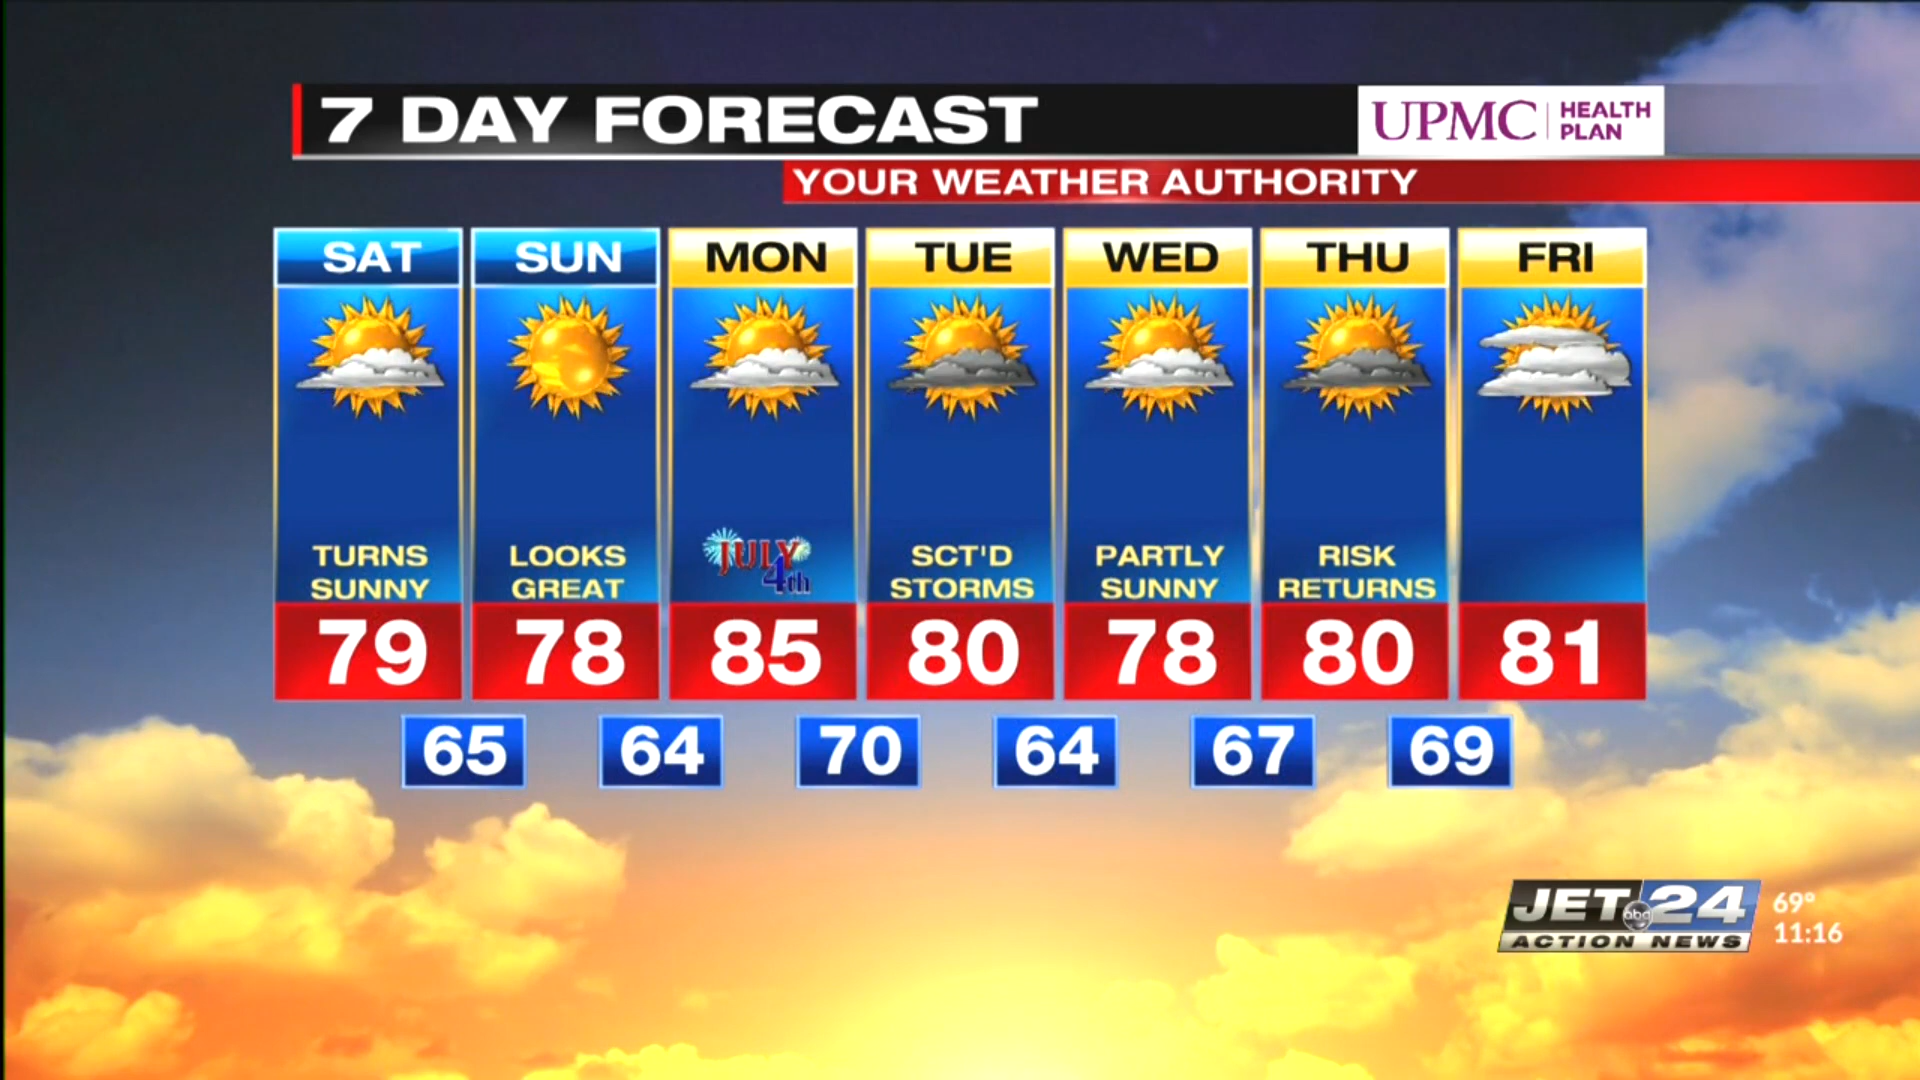 7 DAY FORECAST
UPMC HEALTH PLAN
YOUR WEATHER AUTHORITY
SAT SUN MON TUE WED THU FRI
TURNS SUNNY
LOOKS GREAT
JULY 4th
SCT'D STORMS
PARTLY SUNNY
RISK RETURNS
79 78 85 80 78 80 81
65 64 70 64 67 69
JET 24
abc
ACTION NEWS
69°
11:16